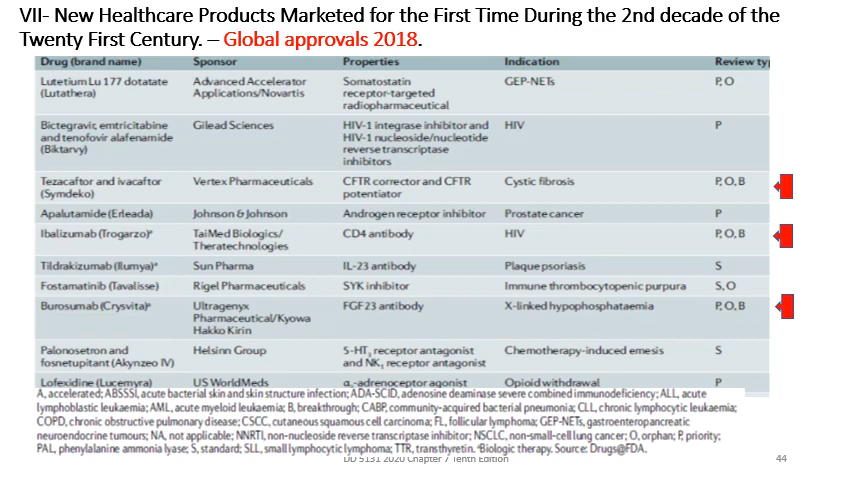 VII- New Healthcare Products Marketed for the First Time During the 2nd decade of the
Twenty First Century. – Global approvals 2018.
Drug (brand name) Sponsor Properties Indication Review ty
Lutetium Lu 177 dotatate Advanced Accelerator Somatostatin GEP-NETs P, O
(Lutathera) Applications/Novartis receptor-targeted
radiopharmaceutical
Bictegravir, emtricitabine Gilead Sciences HIV-1 integrase inhibitor and HIV P
and tenofovir alafenamide HIV-1 nucleoside/nucleotide
(Biktarvy) reverse transcriptase
inhibitors
Tezacaftor and ivacaftor Vertex Pharmaceuticals CFTR corrector and CFTR Cystic fibrosis P, O, B
(Symdeko) potentiator
Apalutamide (Erleada) Johnson & Johnson Androgen receptor inhibitor Prostate cancer P
Ibalizumab (Trogarzo)ᵃ TaiMed Biologics/ CD4 antibody HIV P, O, B
Theratechnologies
Tildrakizumab (Ilumya)ᵃ Sun Pharma IL-23 antibody Plaque psoriasis S
Fostamatinib (Tavalisse) Rigel Pharmaceuticals SYK inhibitor Immune thrombocytopenic purpura S, O
Burosumab (Crysvita)ᵃ Ultragenyx FGF23 antibody X-linked hypophosphataemia P, O, B
Pharmaceutical/Kyowa
Hakko Kirin
Palonosetron and Helsinn Group 5-HT₃ receptor antagonist Chemotherapy-induced emesis S
fosnetupitant (Akynzeo IV) and NK₁ receptor antagonist
Lofexidine (Lucemyra) US WorldMeds α₂-adrenoceptor agonist Opioid withdrawal P
A, accelerated; ABSSSI, acute bacterial skin and skin structure infection; ADA-SCID, adenosine deaminase severe combined immunodeficiency; ALL, acute
lymphoblastic leukaemia; AML, acute myeloid leukaemia; B, breakthrough; CABP, community-acquired bacterial pneumonia; CLL, chronic lymphocytic leukaemia;
COPD, chronic obstructive pulmonary disease; CSCC, cutaneous squamous cell carcinoma; FL, follicular lymphoma; GEP-NETs, gastroenteropancreatic
neuroendocrine tumours; NA, not applicable; NNRTI, non-nucleoside reverse transcriptase inhibitor; NSCLC, non-small-cell lung cancer; O, orphan; P, priority;
PAL, phenylalanine ammonia lyase; S, standard; SLL, small lymphocytic lymphoma; TTR, transthyretin. ᵃBiologic therapy. Source: Drugs@FDA.
DD 5131 2020 Chapter 7 Tenth Edition 44